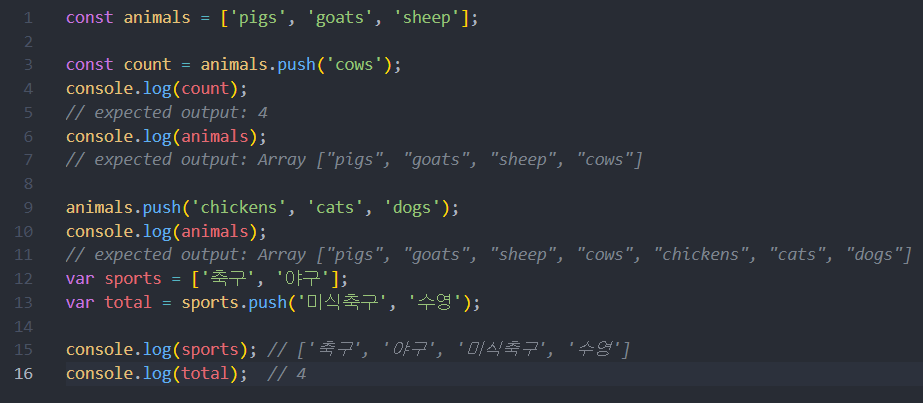 1 const animals = ['pigs', 'goats', 'sheep'];
2
3 const count = animals.push('cows');
4 console.log(count);
5 // expected output: 4
6 console.log(animals);
7 // expected output: Array ["pigs", "goats", "sheep", "cows"]
8
9 animals.push('chickens', 'cats', 'dogs');
10 console.log(animals);
11 // expected output: Array ["pigs", "goats", "sheep", "cows", "chickens", "cats", "dogs"]
12 var sports = ['축구', '야구'];
13 var total = sports.push('미식축구', '수영');
14
15 console.log(sports); // ['축구', '야구', '미식축구', '수영']
16 console.log(total);  // 4